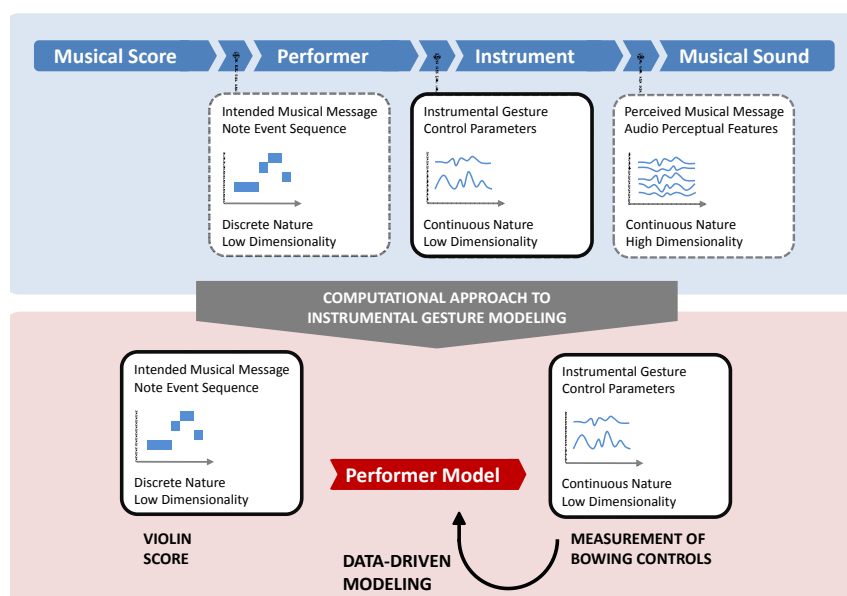 Musical Score
Performer
Instrument
Musical Sound
Intended Musical Message
Note Event Sequence
Discrete Nature
Low Dimensionality
Instrumental Gesture
Control Parameters
Continuous Nature
Low Dimensionality
Perceived Musical Message
Audio Perceptual Features
Continuous Nature
High Dimensionality
COMPUTATIONAL APPROACH TO
INSTRUMENTAL GESTURE MODELING
Intended Musical Message
Note Event Sequence
Discrete Nature
Low Dimensionality
Performer Model
Instrumental Gesture
Control Parameters
Continuous Nature
Low Dimensionality
VIOLIN
SCORE
DATA-DRIVEN
MODELING
MEASUREMENT OF
BOWING CONTROLS